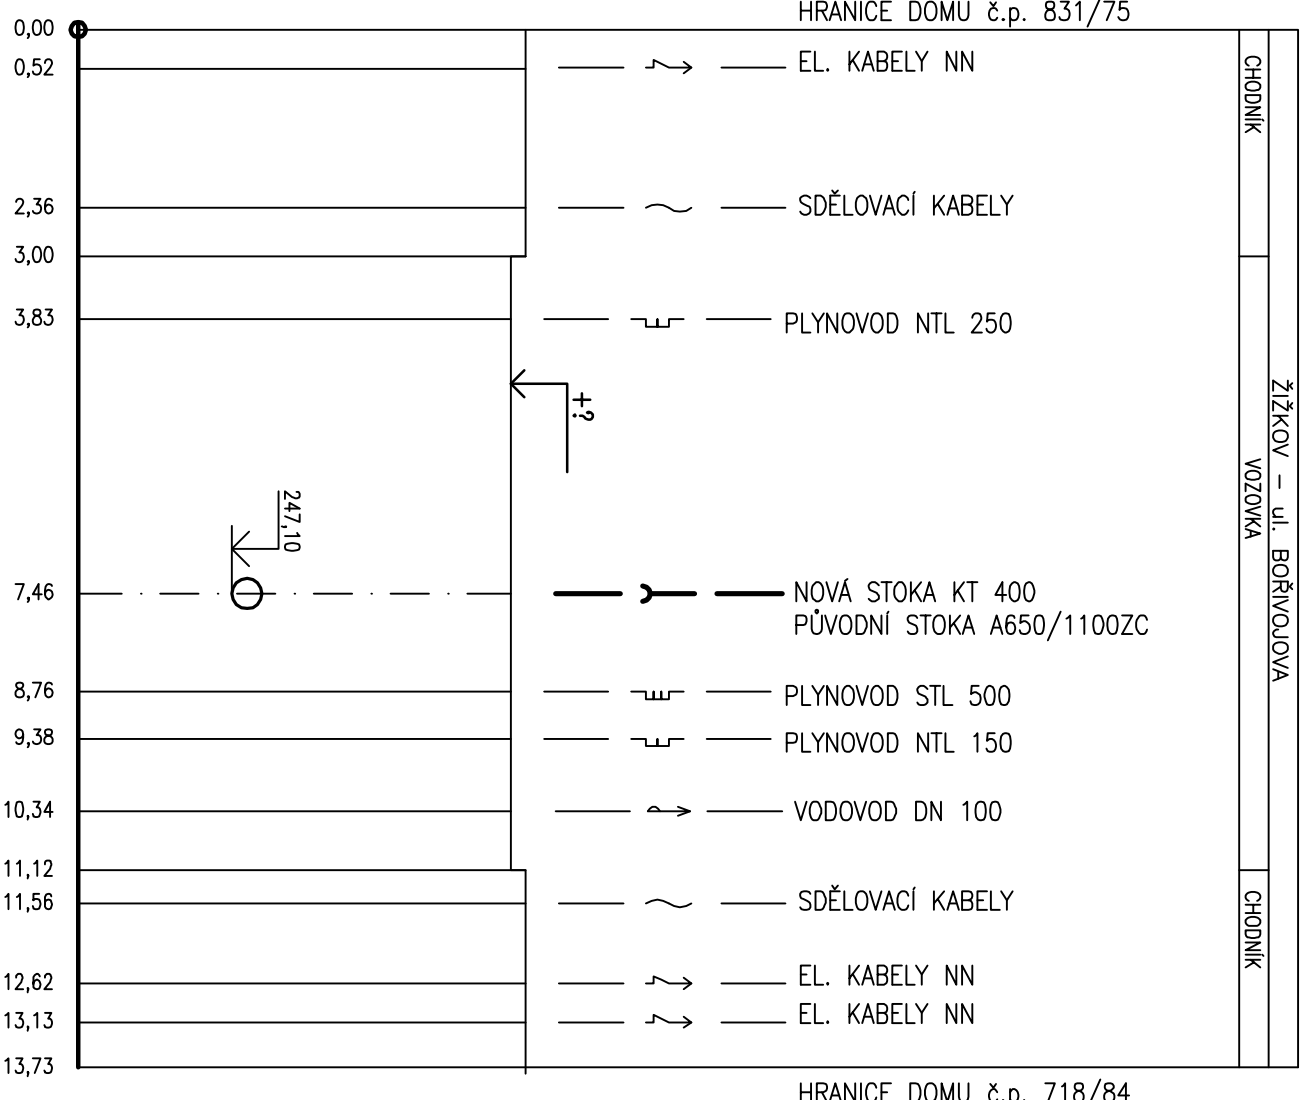 HRANICE DOMU č.p. 831/75
0,00
0,52
EL. KABELY NN
CHODNÍK
2,36
SDĚLOVACÍ KABELY
3,00
3,83
PLYNOVOD NTL 250
+?
ŽIŽKOV – ul. BOŘIVOJOVA
VOZOVKA
247,10
7,46
NOVÁ STOKA KT 400
PŮVODNÍ STOKA A650/1100ZC
8,76
PLYNOVOD STL 500
9,38
PLYNOVOD NTL 150
10,34
VODOVOD DN 100
11,12
11,56
SDĚLOVACÍ KABELY
CHODNÍK
12,62
EL. KABELY NN
13,13
EL. KABELY NN
13,73
HRANICE DOMU č.p. 718/84